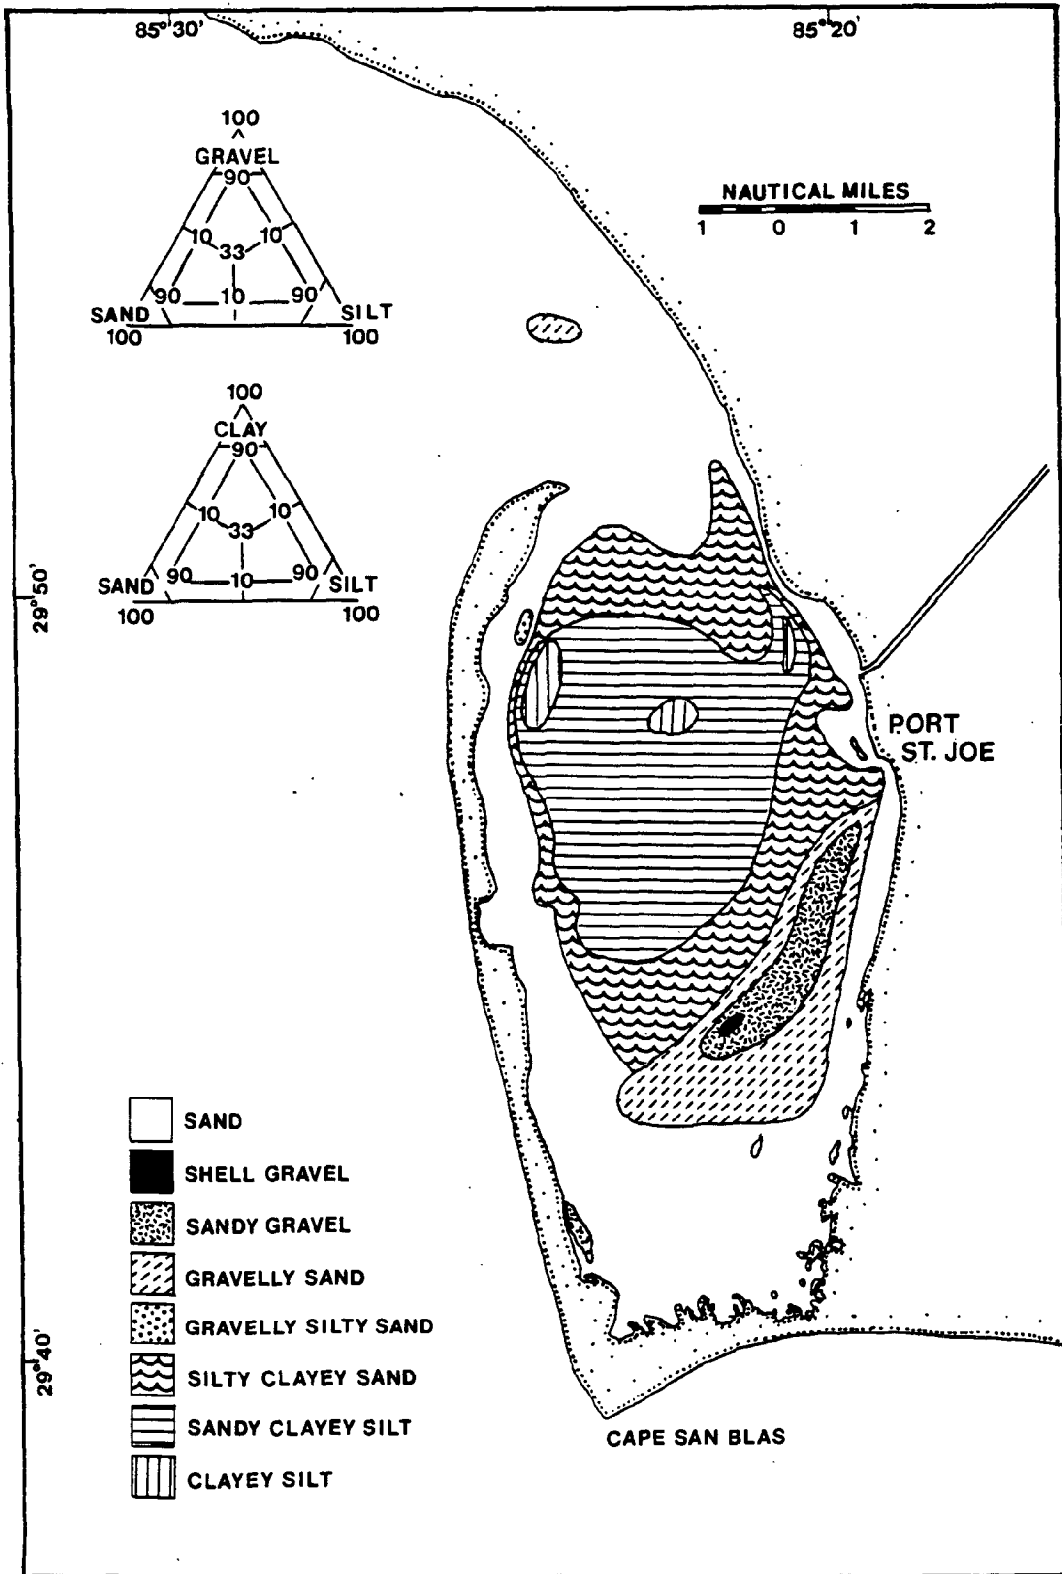 85°30'
85°20'
100
GRAVEL
90
10 10
33
90 10 90
SAND SILT
100 100
NAUTICAL MILES
1 0 1 2
100
CLAY
90
10 10
33
90 10 90
SAND SILT
100 100
29°50'
PORT
ST. JOE
SAND
SHELL GRAVEL
SANDY GRAVEL
GRAVELLY SAND
GRAVELLY SILTY SAND
SILTY CLAYEY SAND
SANDY CLAYEY SILT
CLAYEY SILT
29°40'
CAPE SAN BLAS